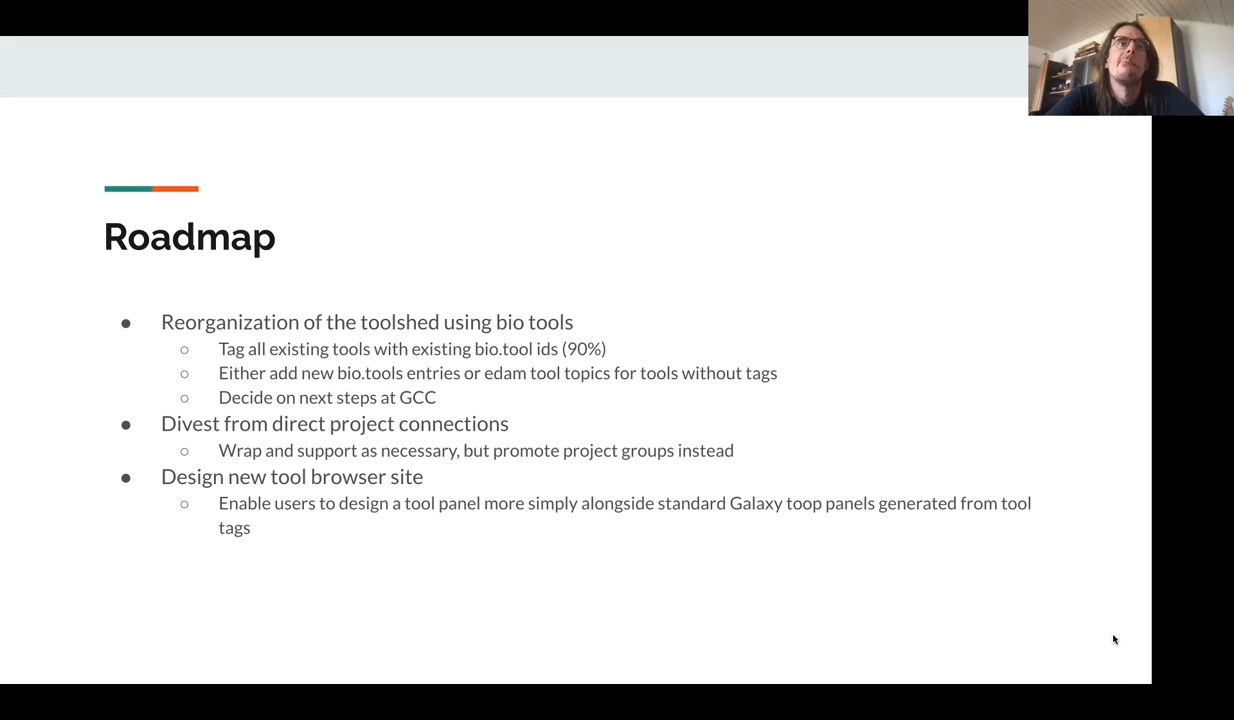 Roadmap
● Reorganization of the toolshed using bio tools
○ Tag all existing tools with existing bio.tool ids (90%)
○ Either add new bio.tools entries or edam tool topics for tools without tags
○ Decide on next steps at GCC
● Divest from direct project connections
○ Wrap and support as necessary, but promote project groups instead
● Design new tool browser site
○ Enable users to design a tool panel more simply alongside standard Galaxy toop panels generated from tool
tags